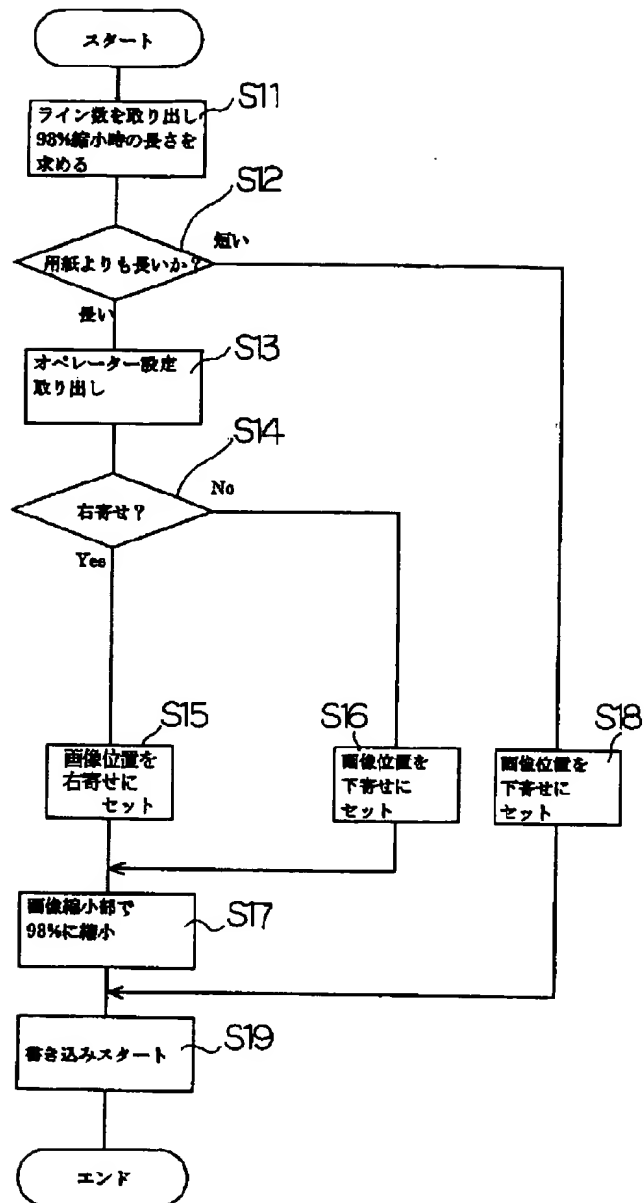 スタート
S11
ライン数を取り出し
98%縮小時の長さを
求める
S12
短い
用紙よりも長いか?
長い
S13
オペレーター設定
取り出し
S14
No
右寄せ?
Yes
S15
画像位置を
右寄せに
セット
S16
画像位置を
下寄せに
セット
S18
画像位置を
下寄せに
セット
画像縮小部で
98%に縮小
S17
書き込みスタート
S19
エンド